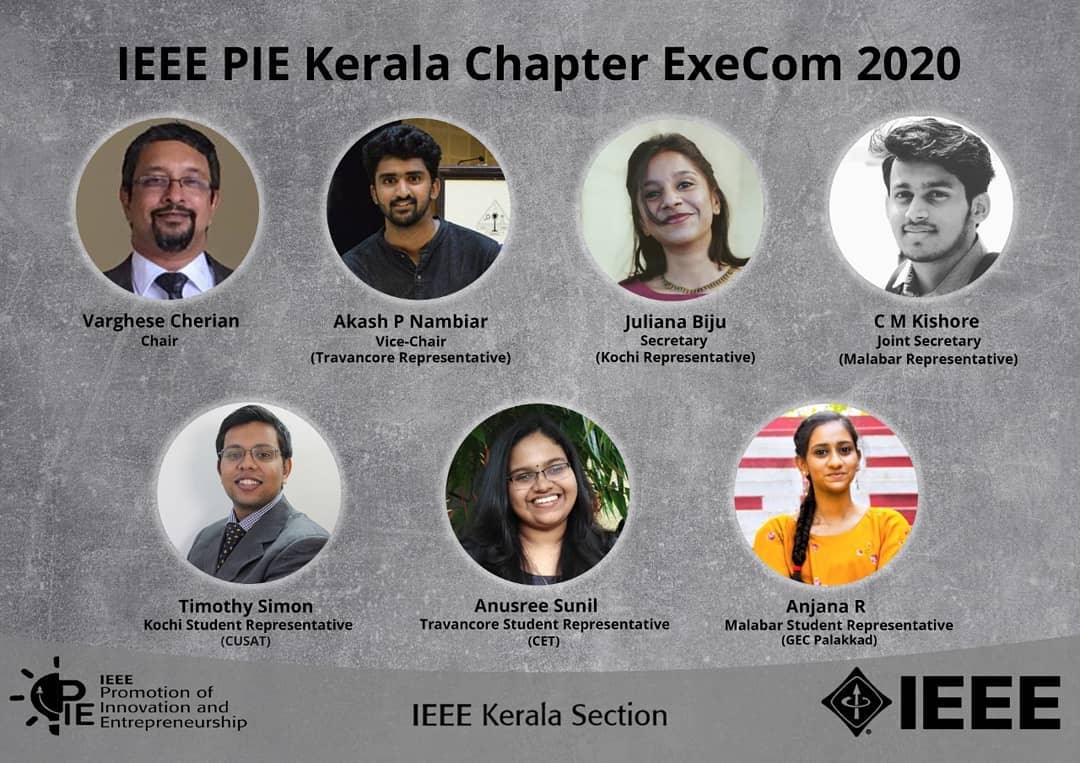 IEEE PIE Kerala Chapter ExeCom 2020
Varghese Cherian
Chair
Akash P Nambiar
Vice-Chair
(Travancore Representative)
Juliana Biju
Secretary
(Kochi Representative)
C M Kishore
Joint Secretary
(Malabar Representative)
Timothy Simon
Kochi Student Representative
(CUSAT)
Anusree Sunil
Travancore Student Representative
(CET)
Anjana R
Malabar Student Representative
(GEC Palakkad)
PIE
IEEE
Promotion of
Innovation and
Entrepreneurship
IEEE Kerala Section
IEEE